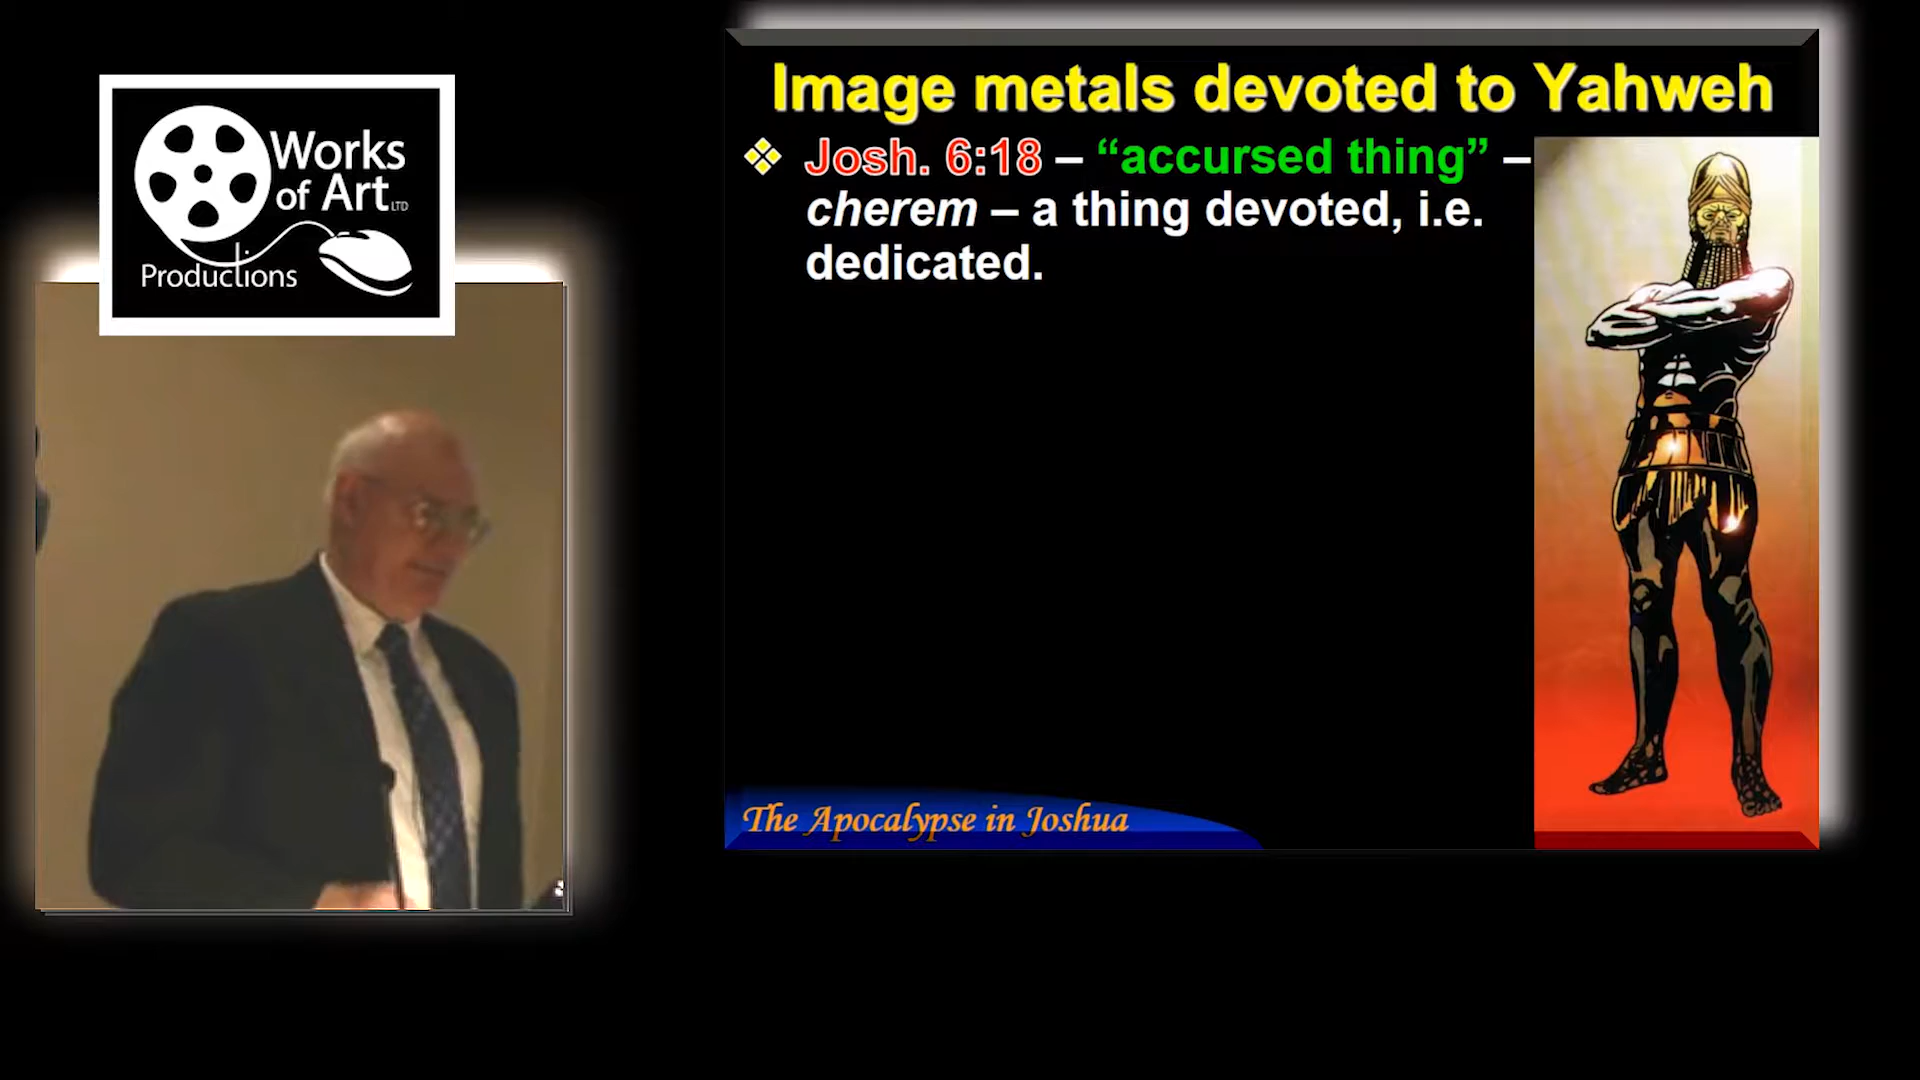 Works
of Art LTD
Productions
Image metals devoted to Yahweh
Josh. 6:18 – “accursed thing” –
cherem – a thing devoted, i.e.
dedicated.
The Apocalypse in Joshua